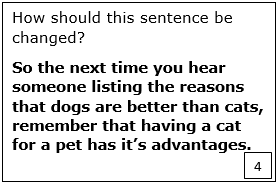 How should this sentence be
changed?
So the next time you hear
someone listing the reasons
that dogs are better than cats,
remember that having a cat
for a pet has it’s advantages.
4